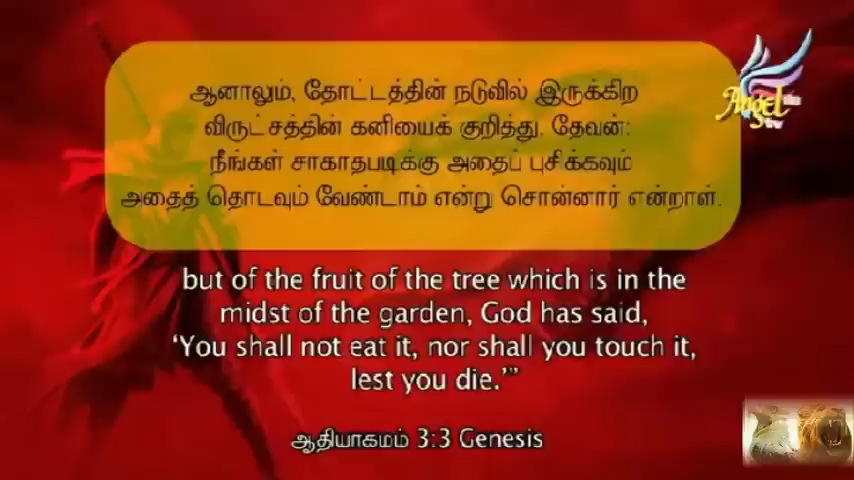 ஆனாலும், தோட்டத்தின் நடுவில் இருக்கிற
விருட்சத்தின் கனியைக் குறித்து, தேவன்:
நீங்கள் சாகாதபடிக்கு அதைப் புசிக்கவும்
அதைத் தொடவும் வேண்டாம் என்று சொன்னார் என்றாள்.
but of the fruit of the tree which is in the
midst of the garden, God has said,
‘You shall not eat it, nor shall you touch it,
lest you die.’”
ஆதியாகமம் 3:3 Genesis
Angel
tv